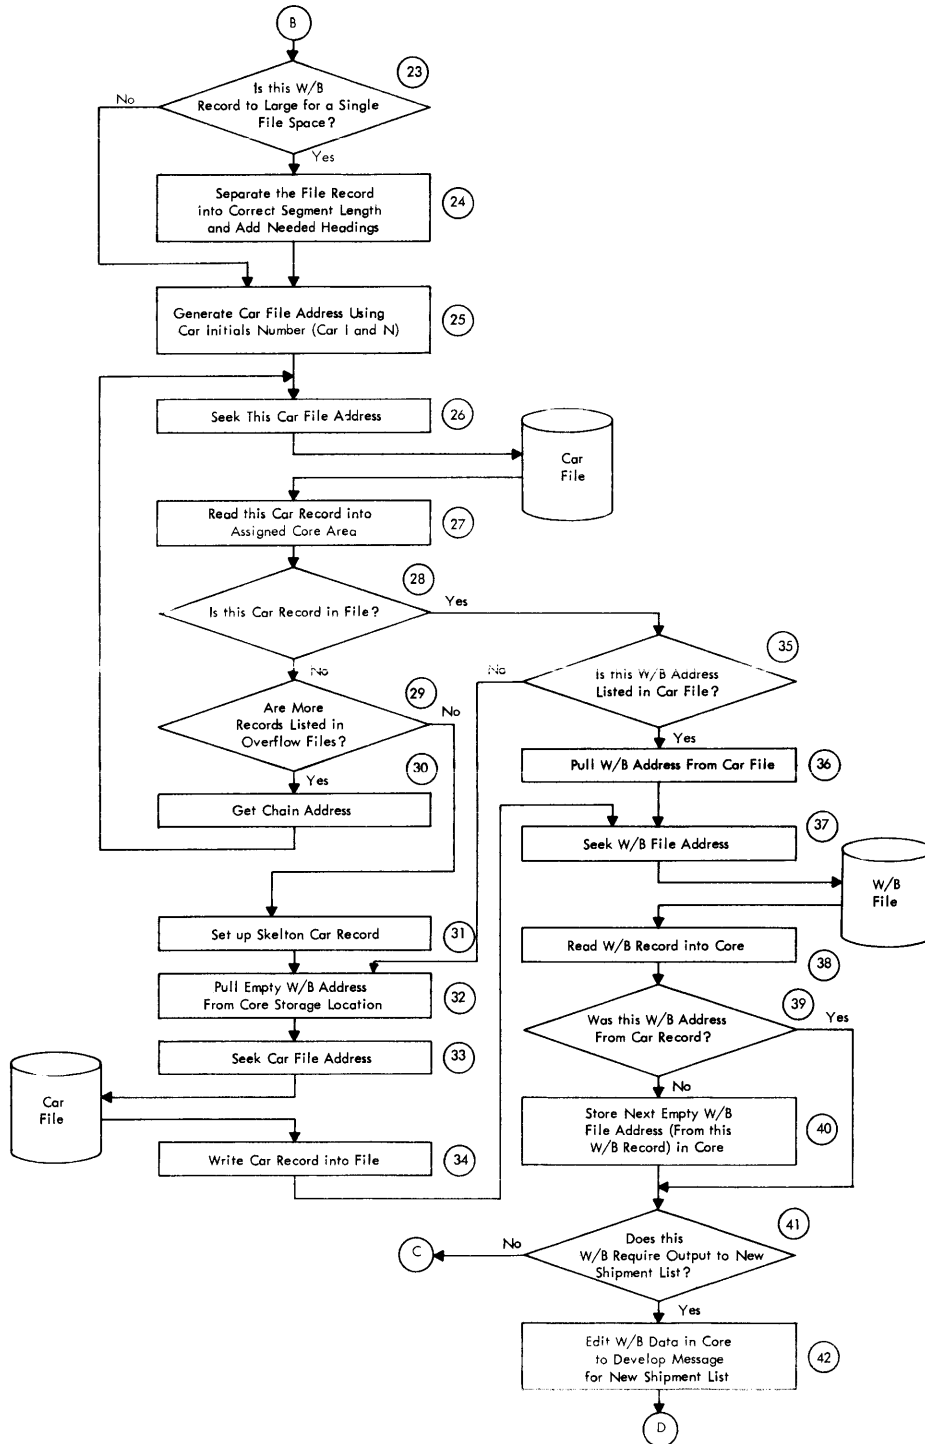 B
23
Is this W/B
Record to Large for a Single
File Space?
No
Yes
24
Separate the File Record
into Correct Segment Length
and Add Needed Headings
25
Generate Car File Address Using
Car Initials Number (Car I and N)
Seek This Car File Address
26
Car
File
Read this Car Record into
Assigned Core Area
27
28
Is this Car Record in File?
Yes
No
29
Are More
Records Listed in
Overflow Files?
No
Yes
30
Get Chain Address
Set up Skelton Car Record
31
Pull Empty W/B Address
From Core Storage Location
32
Seek Car File Address
33
Car
File
Write Car Record into File
34
35
Is this W/B Address
Listed in Car File?
No
Yes
Pull W/B Address From Car File
36
37
Seek W/B File Address
W/B
File
Read W/B Record into Core
38
39
Was this W/B Address
From Car Record?
Yes
No
Store Next Empty W/B
File Address (From this
W/B Record) in Core
40
41
Does this
W/B Require Output to New
Shipment List?
No
C
Yes
Edit W/B Data in Core
to Develop Message
for New Shipment List
42
D